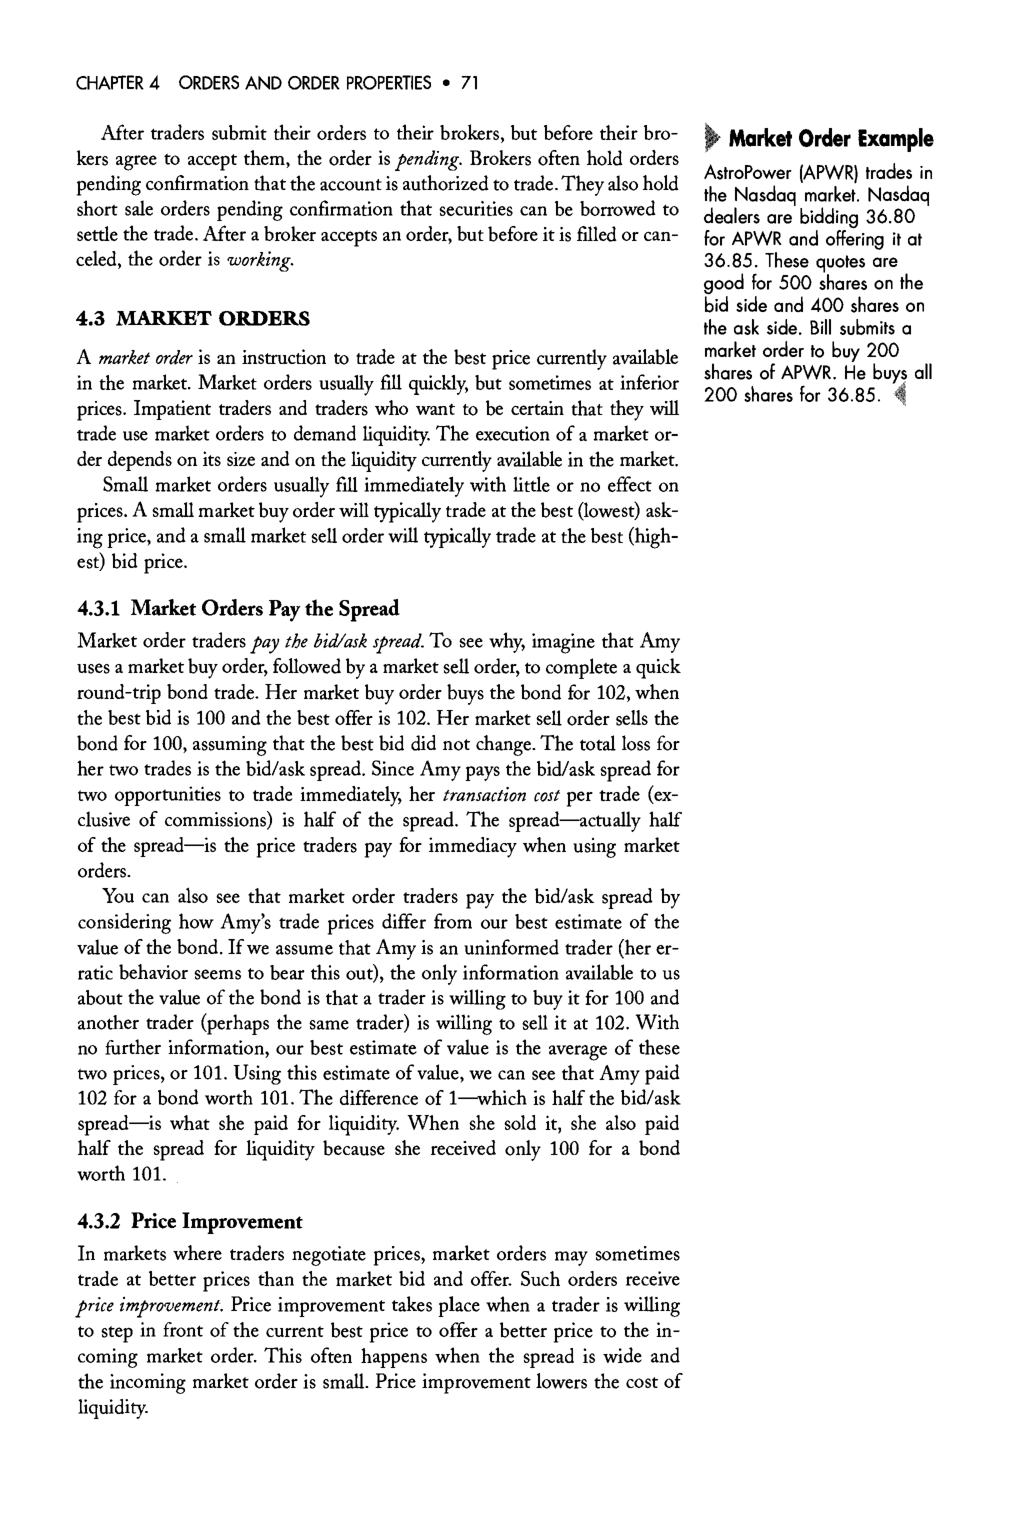 CHAPTER 4 ORDERS AND ORDER PROPERTIES • 71
After traders submit their orders to their brokers, but before their bro-
kers agree to accept them, the order is pending. Brokers often hold orders
pending confirmation that the account is authorized to trade. They also hold
short sale orders pending confirmation that securities can be borrowed to
settle the trade. After a broker accepts an order, but before it is filled or can-
celed, the order is working.
4.3 MARKET ORDERS
A market order is an instruction to trade at the best price currently available
in the market. Market orders usually fill quickly, but sometimes at inferior
prices. Impatient traders and traders who want to be certain that they will
trade use market orders to demand liquidity. The execution of a market or-
der depends on its size and on the liquidity currently available in the market.
Small market orders usually fill immediately with little or no effect on
prices. A small market buy order will typically trade at the best (lowest) ask-
ing price, and a small market sell order will typically trade at the best (high-
est) bid price.
4.3.1 Market Orders Pay the Spread
Market order traders pay the bid/ask spread. To see why, imagine that Amy
uses a market buy order, followed by a market sell order, to complete a quick
round-trip bond trade. Her market buy order buys the bond for 102, when
the best bid is 100 and the best offer is 102. Her market sell order sells the
bond for 100, assuming that the best bid did not change. The total loss for
her two trades is the bid/ask spread. Since Amy pays the bid/ask spread for
two opportunities to trade immediately, her transaction cost per trade (ex-
clusive of commissions) is half of the spread. The spread—actually half
of the spread—is the price traders pay for immediacy when using market
orders.
You can also see that market order traders pay the bid/ask spread by
considering how Amy's trade prices differ from our best estimate of the
value of the bond. If we assume that Amy is an uninformed trader (her er-
ratic behavior seems to bear this out), the only information available to us
about the value of the bond is that a trader is willing to buy it for 100 and
another trader (perhaps the same trader) is willing to sell it at 102. With
no further information, our best estimate of value is the average of these
two prices, or 101. Using this estimate of value, we can see that Amy paid
102 for a bond worth 101. The difference of 1—which is half the bid/ask
spread—is what she paid for liquidity. When she sold it, she also paid
half the spread for liquidity because she received only 100 for a bond
worth 101.
4.3.2 Price Improvement
In markets where traders negotiate prices, market orders may sometimes
trade at better prices than the market bid and offer. Such orders receive
price improvement. Price improvement takes place when a trader is willing
to step in front of the current best price to offer a better price to the in-
coming market order. This often happens when the spread is wide and
the incoming market order is small. Price improvement lowers the cost of
liquidity.
Market Order Example
AstroPower (APWR) trades in
the Nasdaq market. Nasdaq
dealers are bidding 36.80
for APWR and offering it at
36.85. These quotes are
good for 500 shares on the
bid side and 400 shares on
the ask side. Bill submits a
market order to buy 200
shares of APWR. He buys all
200 shares for 36.85.